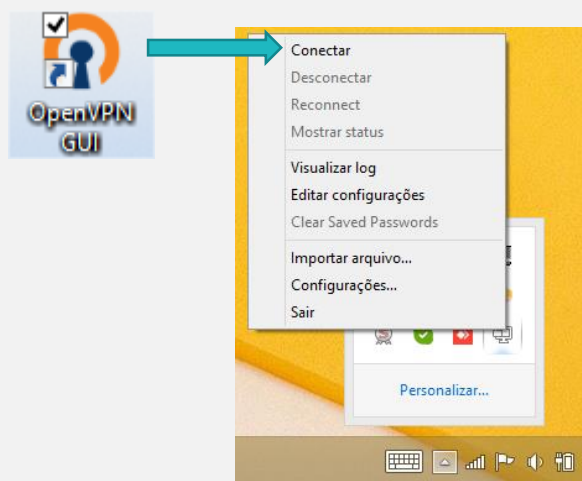 OpenVPN
GUI
Conectar
Desconectar
Reconnect
Mostrar status
Visualizar log
Editar configurações
Clear Saved Passwords
Importar arquivo...
Configurações...
Sair
Personalizar...